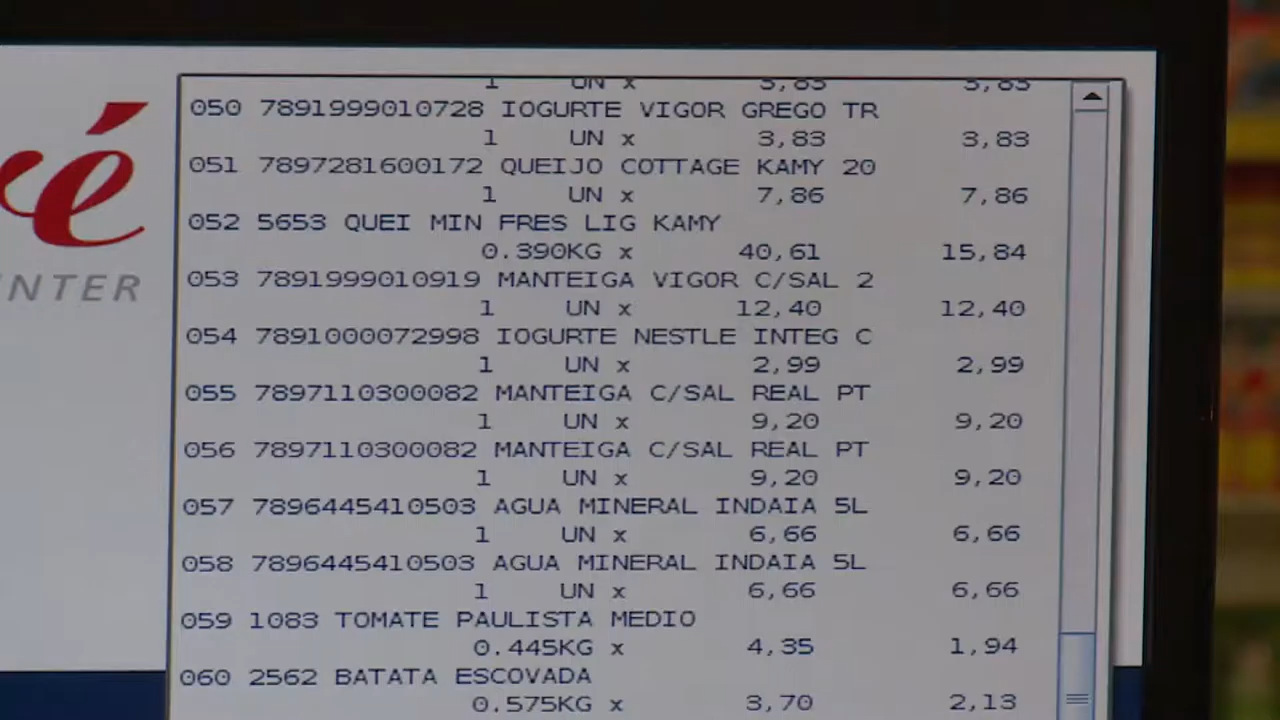 é
NTER
1 UN x 3,83 3,83
050 7891999010728 IOGURTE VIGOR GREGO TR
1 UN x 3,83 3,83
051 7897281600172 QUEIJO COTTAGE KAMY 20
1 UN x 7,86 7,86
052 5653 QUEI MIN FRES LIG KAMY
0.390KG x 40,61 15,84
053 7891999010919 MANTEIGA VIGOR C/SAL 2
1 UN x 12,40 12,40
054 7891000072998 IOGURTE NESTLE INTEG C
1 UN x 2,99 2,99
055 7897110300082 MANTEIGA C/SAL REAL PT
1 UN x 9,20 9,20
056 7897110300082 MANTEIGA C/SAL REAL PT
1 UN x 9,20 9,20
057 7896445410503 AGUA MINERAL INDAIA 5L
1 UN x 6,66 6,66
058 7896445410503 AGUA MINERAL INDAIA 5L
1 UN x 6,66 6,66
059 1083 TOMATE PAULISTA MEDIO
0.445KG x 4,35 1,94
060 2562 BATATA ESCOVADA
0.575KG x 3,70 2,13